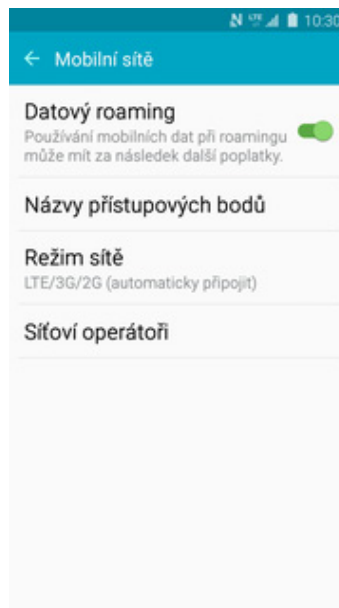 10:30
Mobilní sítě
Datový roaming
Používání mobilních dat při roamingu
může mít za následek další poplatky.
Názvy přístupových bodů
Režim sítě
LTE/3G/2G (automaticky připojit)
Síťoví operátoři